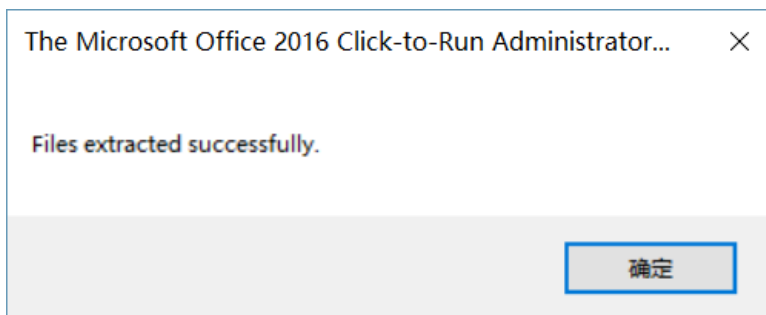 The Microsoft Office 2016 Click-to-Run Administrator...
Files extracted successfully.
确定